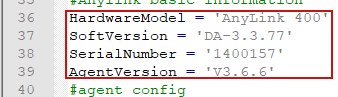 35 #Anylink basic information
36 HardwareModel = 'AnyLink 400'
37 SoftVersion = 'DA-3.3.77'
38 SerialNumber = '1400157'
39 AgentVersion = 'V3.6.6'
40 #agent config